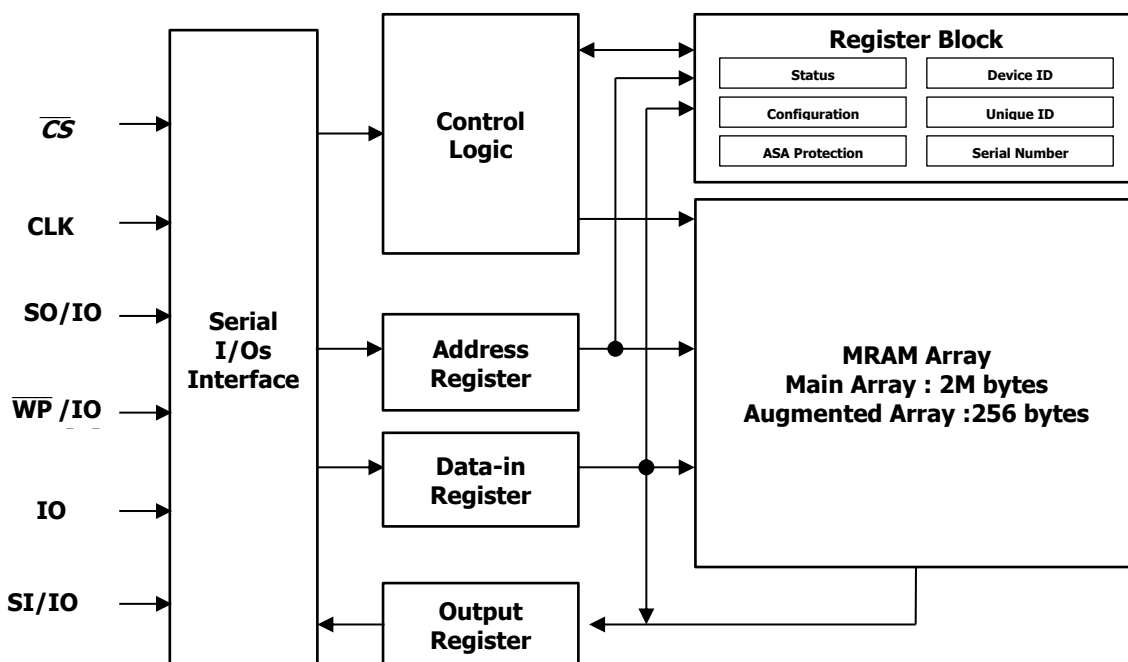 CS
CLK
SO/IO
WP /IO
IO
SI/IO
Serial
I/Os
Interface
Control
Logic
Address
Register
Data-in
Register
Output
Register
Register Block
Status
Device ID
Configuration
Unique ID
ASA Protection
Serial Number
MRAM Array
Main Array : 2M bytes
Augmented Array :256 bytes